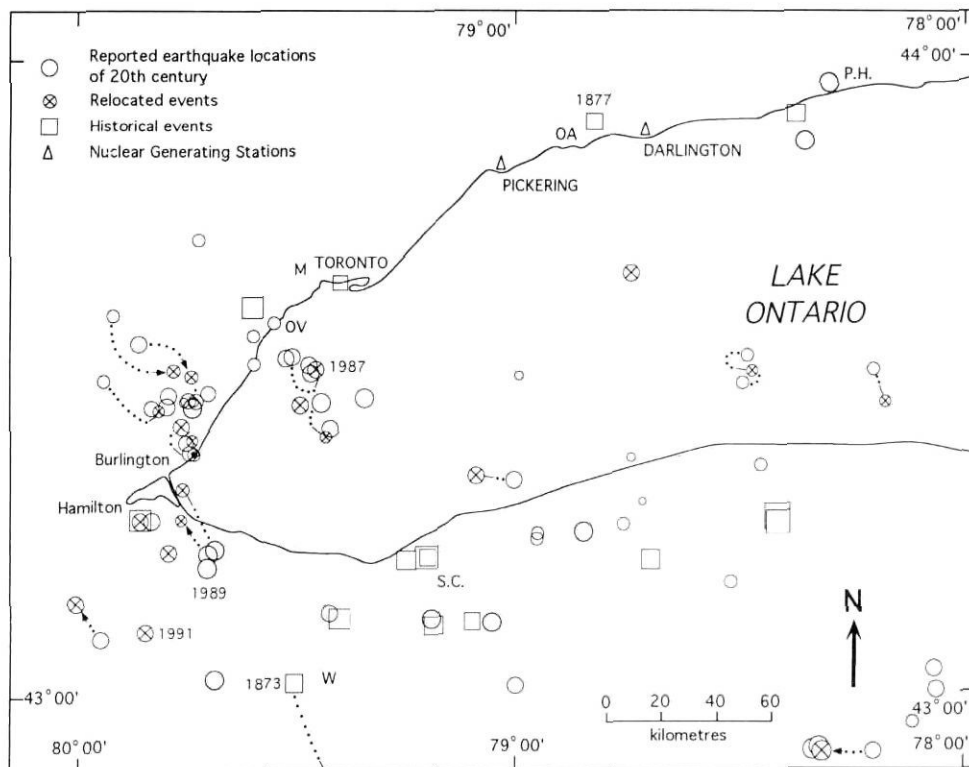 79°00'
78°00'
44°00'
Reported earthquake locations
of 20th century
Relocated events
Historical events
Nuclear Generating Stations
P.H.
1877
OA
DARLINGTON
PICKERING
M TORONTO
LAKE
ONTARIO
OV
1987
Burlington
Hamilton
S.C.
1989
1991
N
1873
W
43°00'
43°00'
0 20 40 60
kilometres
80°00'
79°00'
78°00'